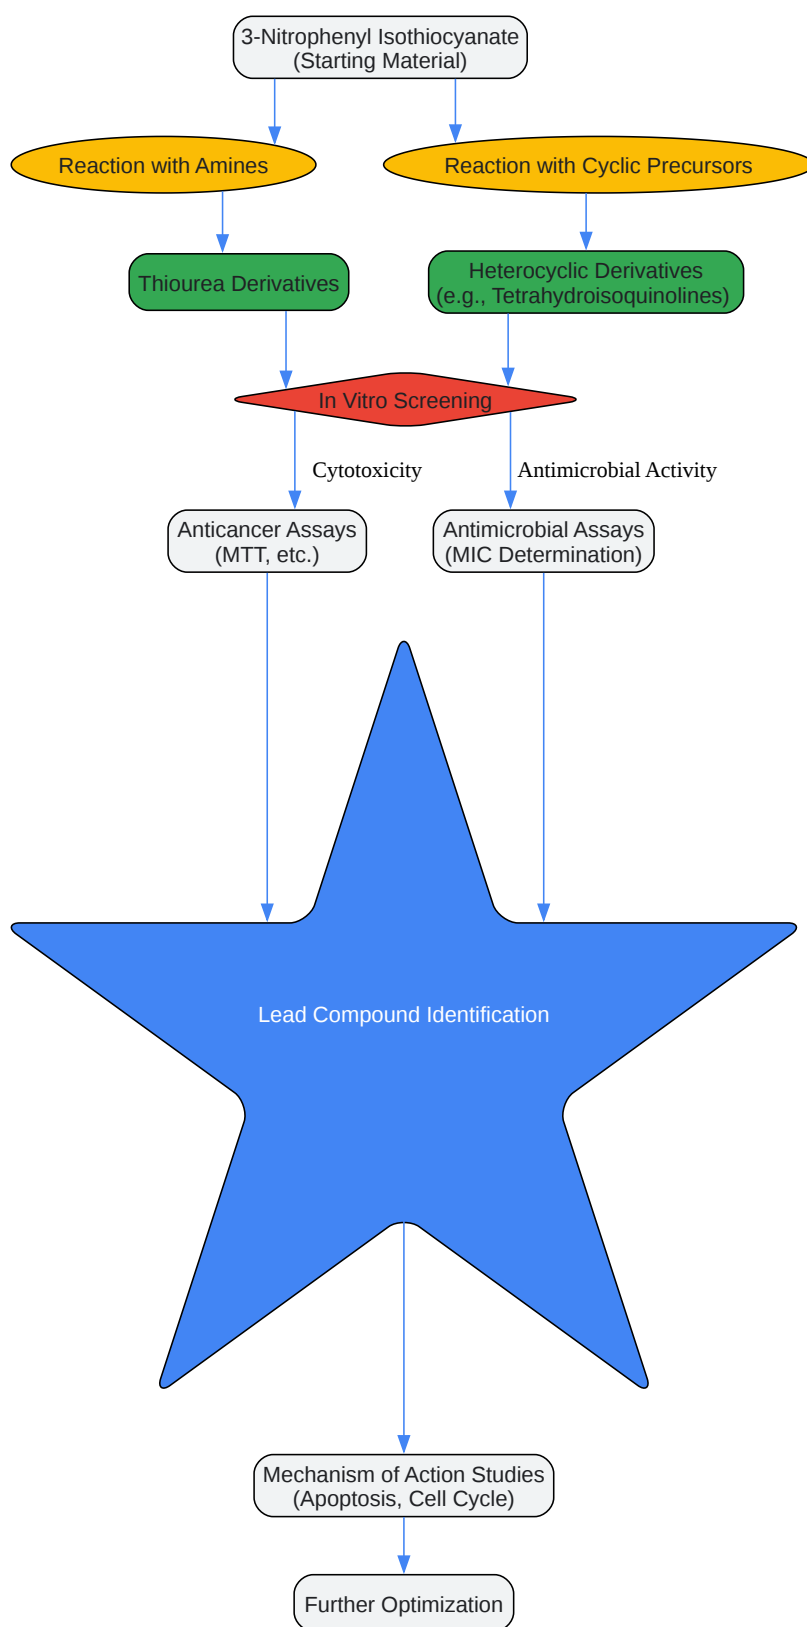 3-Nitrophenyl Isothiocyanate
(Starting Material)
Reaction with Amines
Reaction with Cyclic Precursors
Thiourea Derivatives
Heterocyclic Derivatives
(e.g., Tetrahydroisoquinolines)
In Vitro Screening
Cytotoxicity
Antimicrobial Activity
Anticancer Assays
(MTT, etc.)
Antimicrobial Assays
(MIC Determination)
Lead Compound Identification
Mechanism of Action Studies
(Apoptosis, Cell Cycle)
Further Optimization